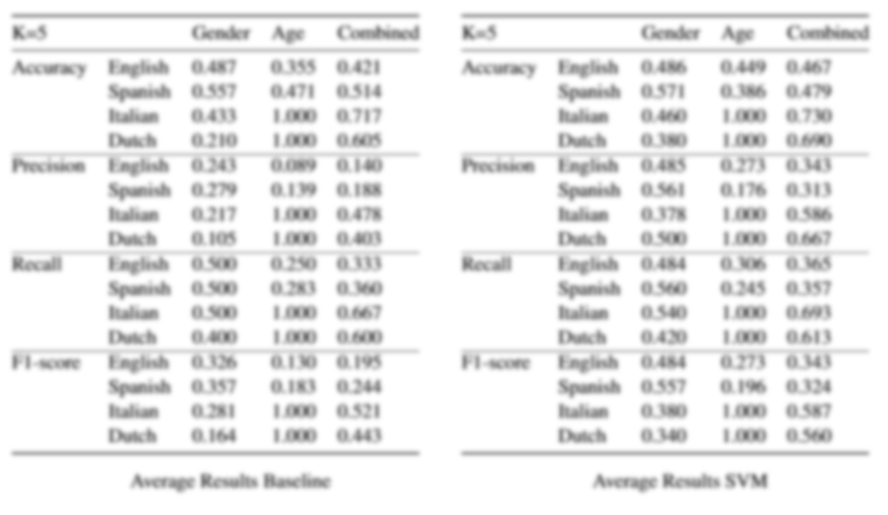 K=5 Gender Age Combined
Accuracy English 0.487 0.355 0.421
Spanish 0.557 0.471 0.514
Italian 0.433 1.000 0.717
Dutch 0.210 1.000 0.605
Precision English 0.243 0.089 0.140
Spanish 0.279 0.139 0.188
Italian 0.217 1.000 0.478
Dutch 0.105 1.000 0.403
Recall English 0.500 0.250 0.333
Spanish 0.500 0.283 0.360
Italian 0.500 1.000 0.667
Dutch 0.400 1.000 0.600
F1-score English 0.326 0.130 0.195
Spanish 0.357 0.183 0.244
Italian 0.281 1.000 0.521
Dutch 0.164 1.000 0.443
Average Results Baseline
K=5 Gender Age Combined
Accuracy English 0.486 0.449 0.467
Spanish 0.571 0.386 0.479
Italian 0.460 1.000 0.730
Dutch 0.380 1.000 0.690
Precision English 0.485 0.273 0.343
Spanish 0.561 0.176 0.313
Italian 0.378 1.000 0.586
Dutch 0.500 1.000 0.667
Recall English 0.484 0.306 0.365
Spanish 0.560 0.245 0.357
Italian 0.540 1.000 0.693
Dutch 0.420 1.000 0.613
F1-score English 0.484 0.273 0.343
Spanish 0.557 0.196 0.324
Italian 0.380 1.000 0.587
Dutch 0.340 1.000 0.560
Average Results SVM